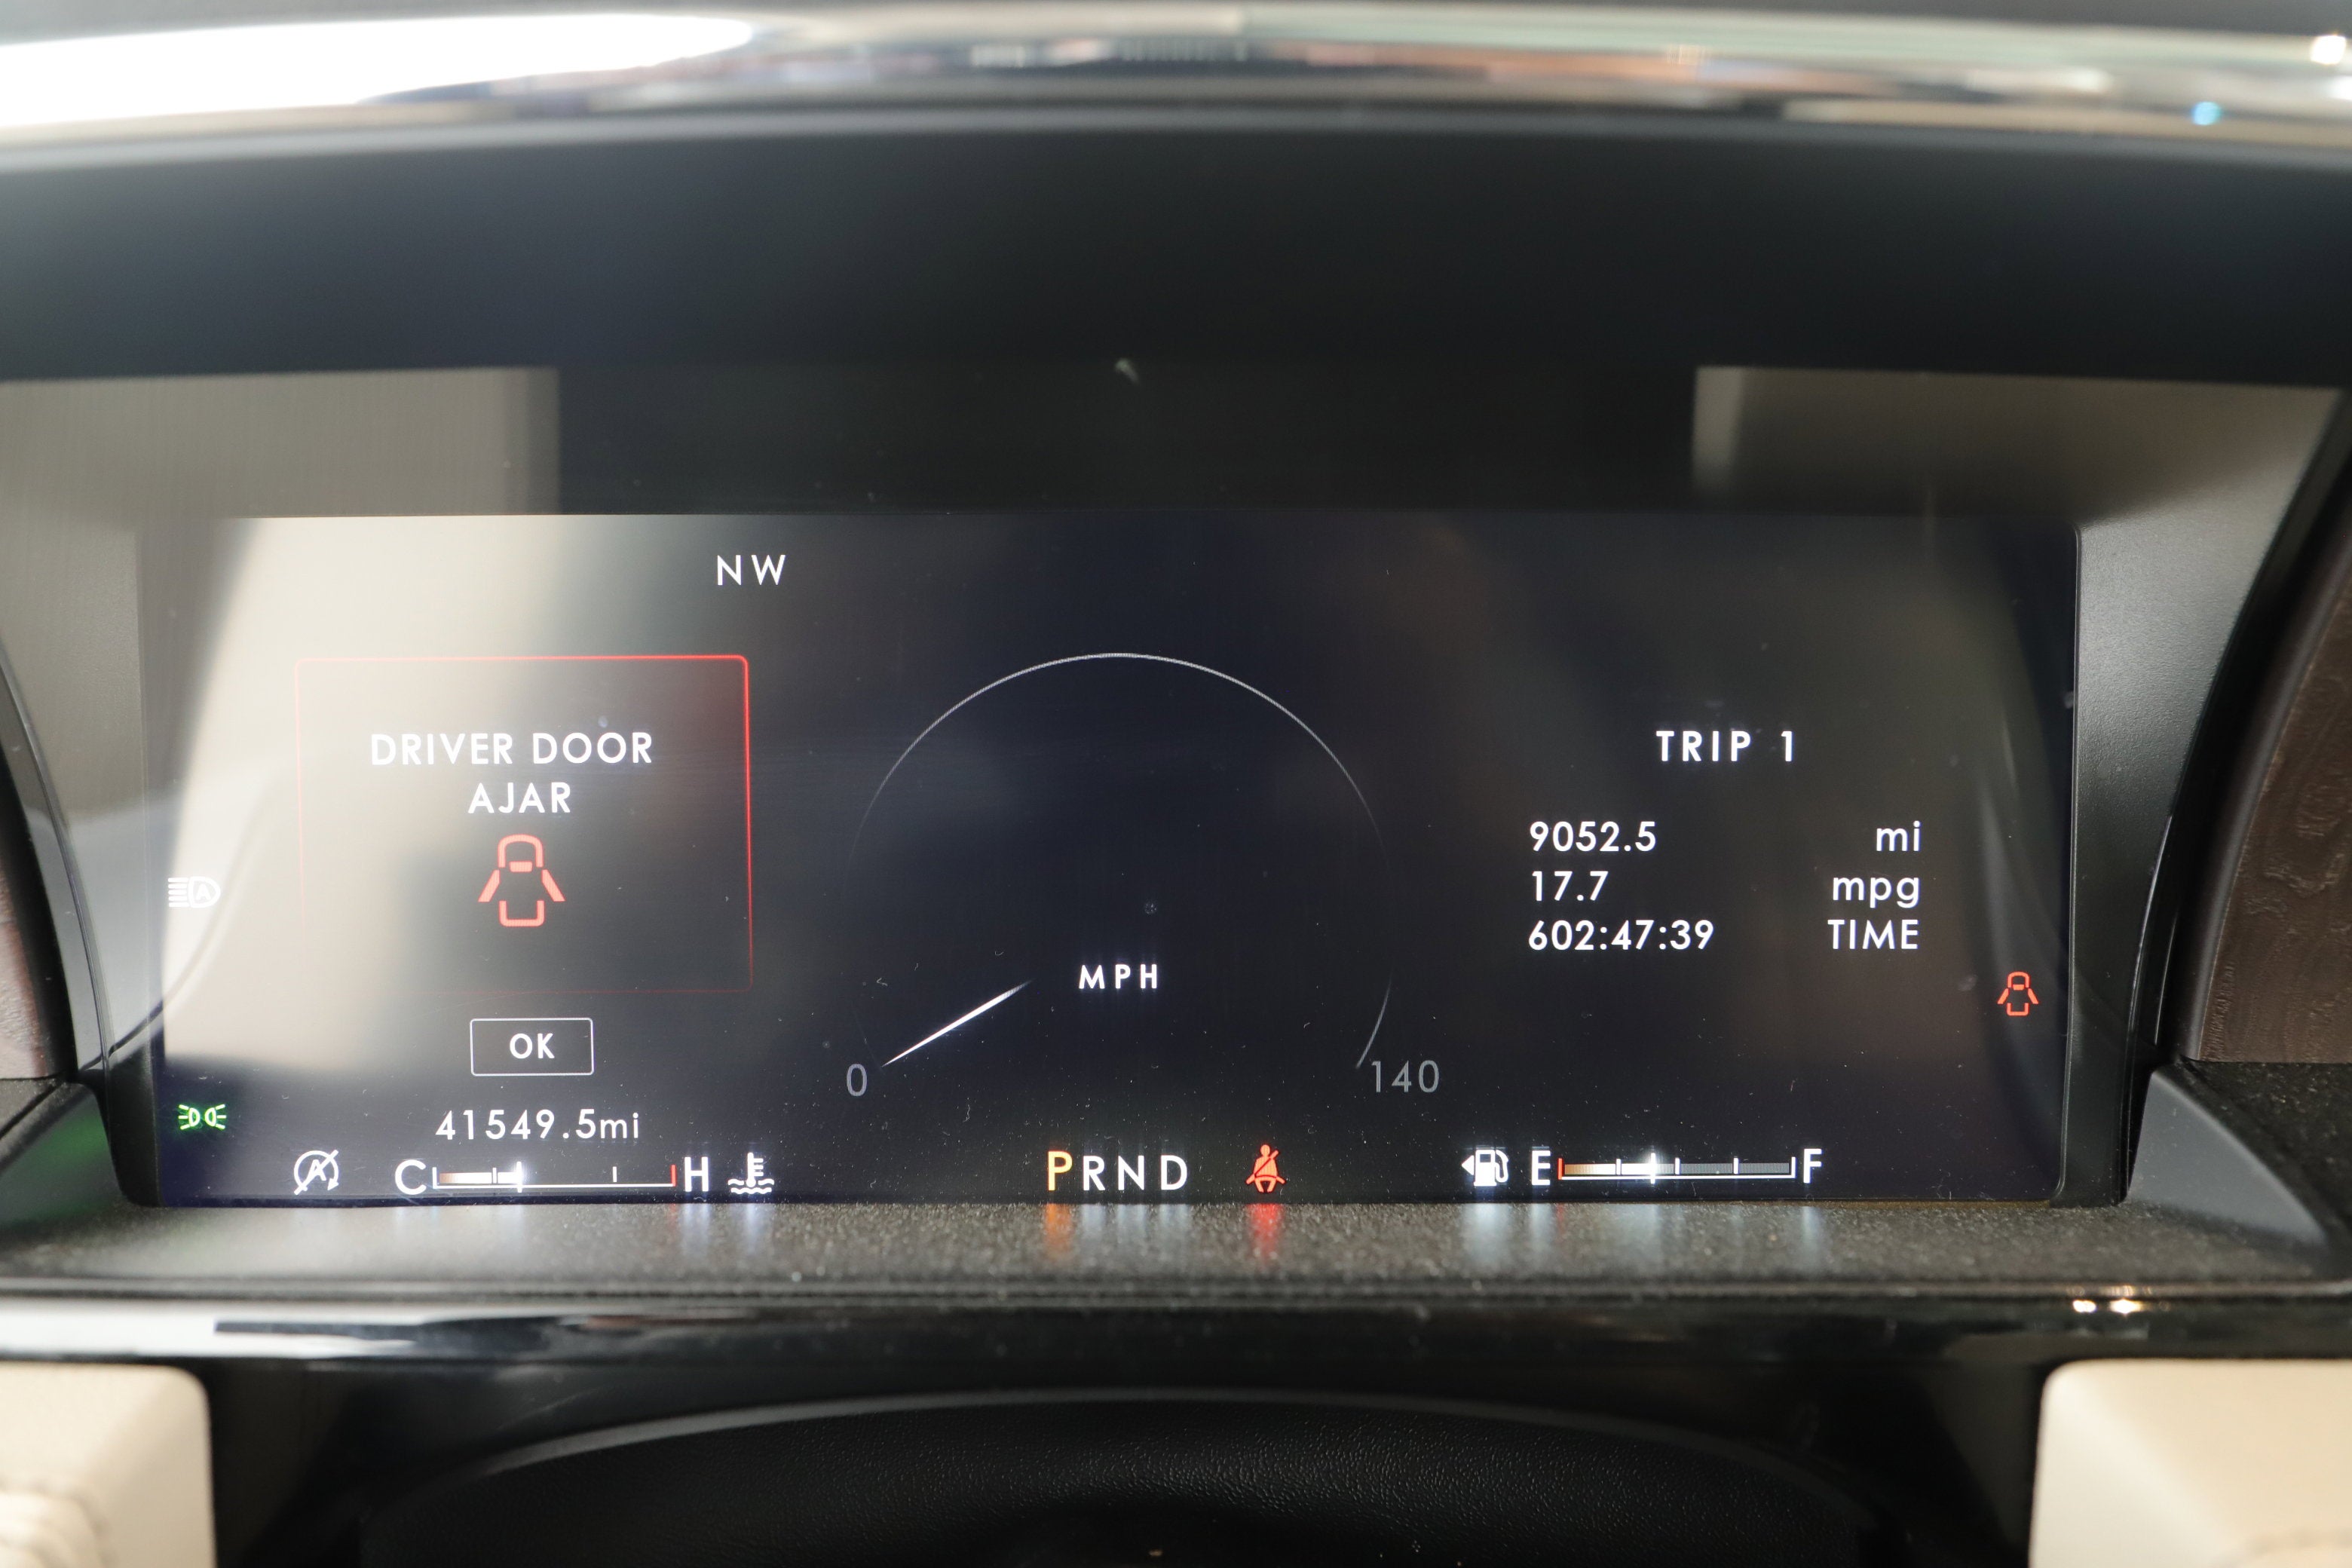 NW
DRIVER DOOR
AJAR
OK
41549.5mi
C H
0 MPH 140
PRND
TRIP 1
9052.5 mi
17.7 mpg
602:47:39 TIME
E F
A
A